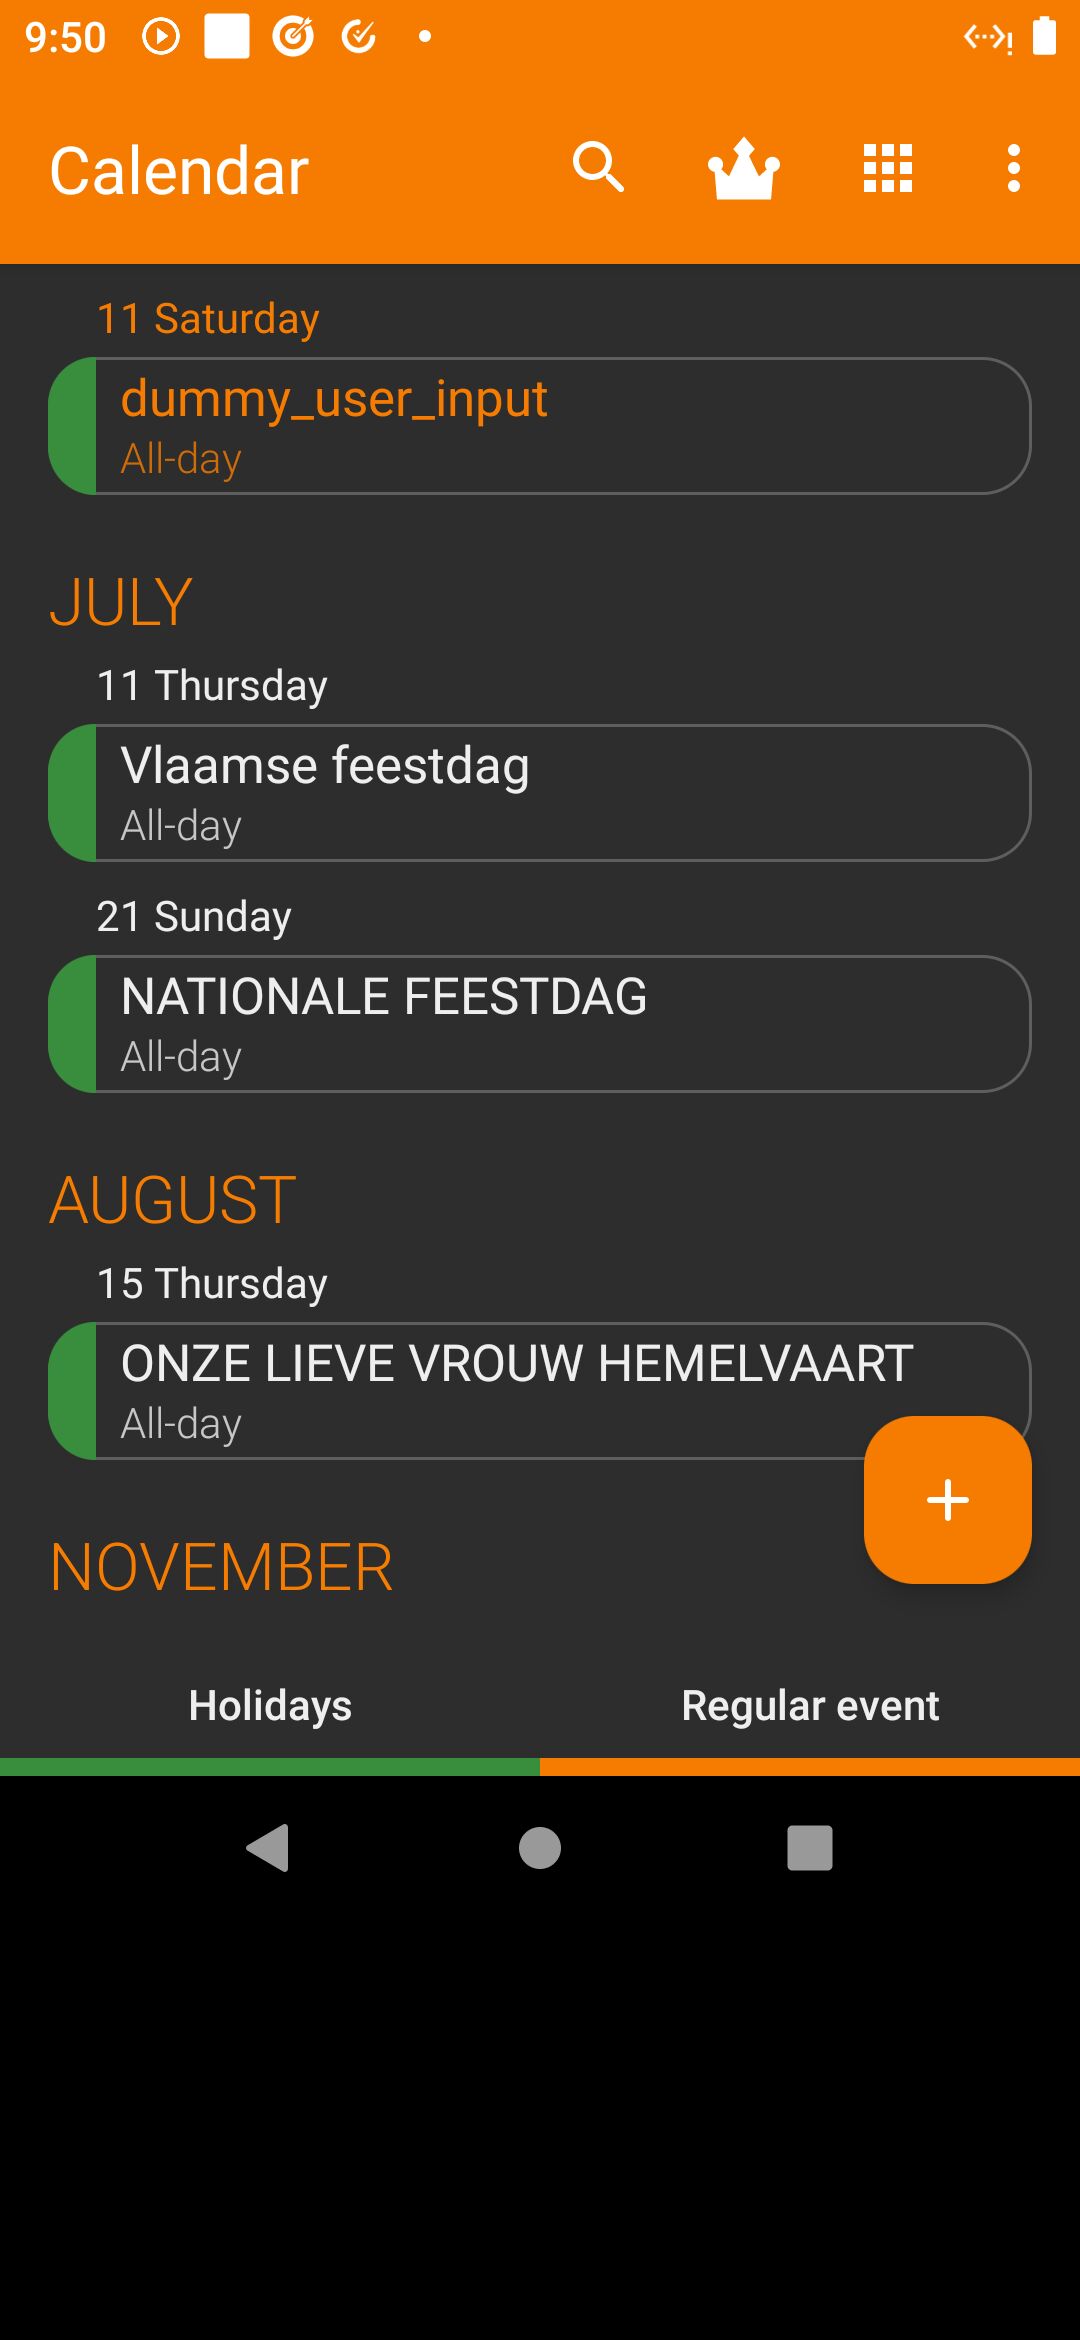 9:50
Calendar
11 Saturday
dummy_user_input
All-day
JULY
11 Thursday
Vlaamse feestdag
All-day
21 Sunday
NATIONALE FEESTDAG
All-day
AUGUST
15 Thursday
ONZE LIEVE VROUW HEMELVAART
All-day
NOVEMBER
Holidays
Regular event